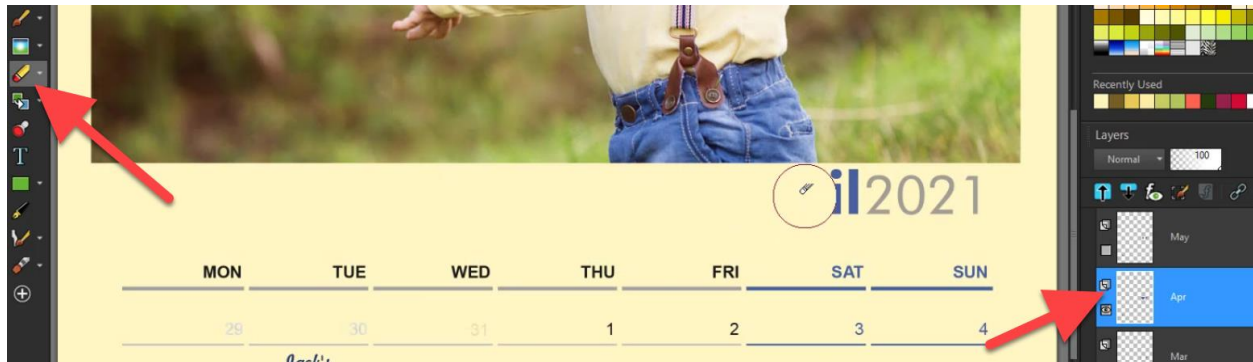 Recently Used
Layers
Normal 100
il2021
May
MON TUE WED THU FRI SAT SUN
Apr
29 30 31 1 2 3 4
Jack's
Mar
T